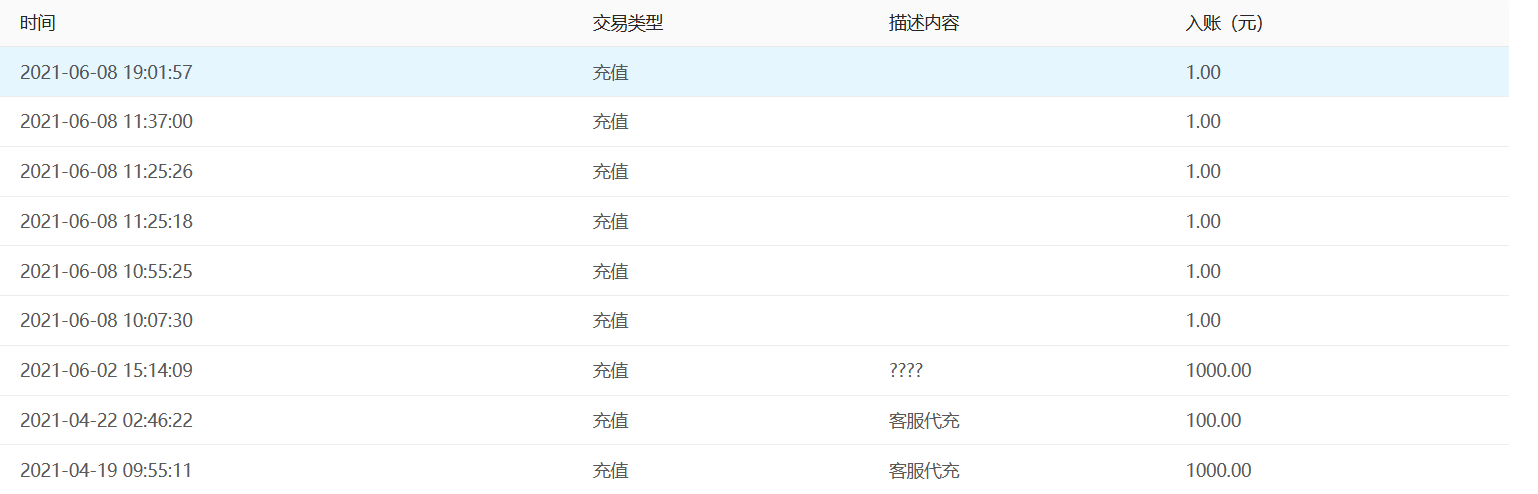 时间 交易类型 描述内容 入账（元）
2021-06-08 19:01:57 充值 1.00
2021-06-08 11:37:00 充值 1.00
2021-06-08 11:25:26 充值 1.00
2021-06-08 11:25:18 充值 1.00
2021-06-08 10:55:25 充值 1.00
2021-06-08 10:07:30 充值 1.00
2021-06-02 15:14:09 充值 ???? 1000.00
2021-04-22 02:46:22 充值 客服代充 100.00
2021-04-19 09:55:11 充值 客服代充 1000.00